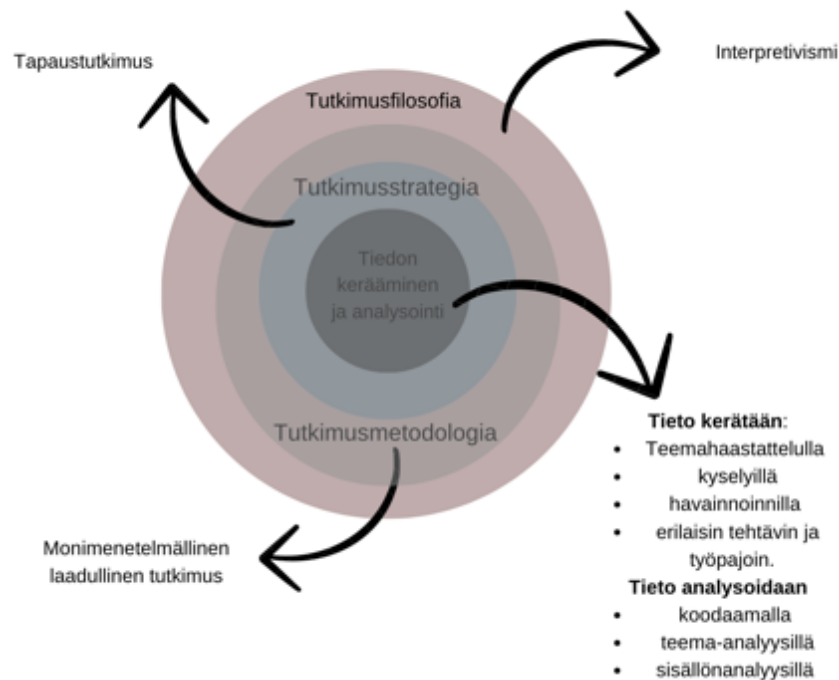 Tapaustutkimus
Interpretivismi
Tutkimusfilosofia
Tutkimusstrategia
Tiedon
kerääminen
ja analysointi
Tutkimusmetodologia
Monimenetelmällinen
laadullinen tutkimus
Tieto kerätään:
• Teemahaastattelulla
• kyselyillä
• havainnoinnilla
• erilaisin tehtävin ja
työpajoin.
Tieto analysoidaan
• koodaamalla
• teema-analyysillä
• sisällönanalyysillä